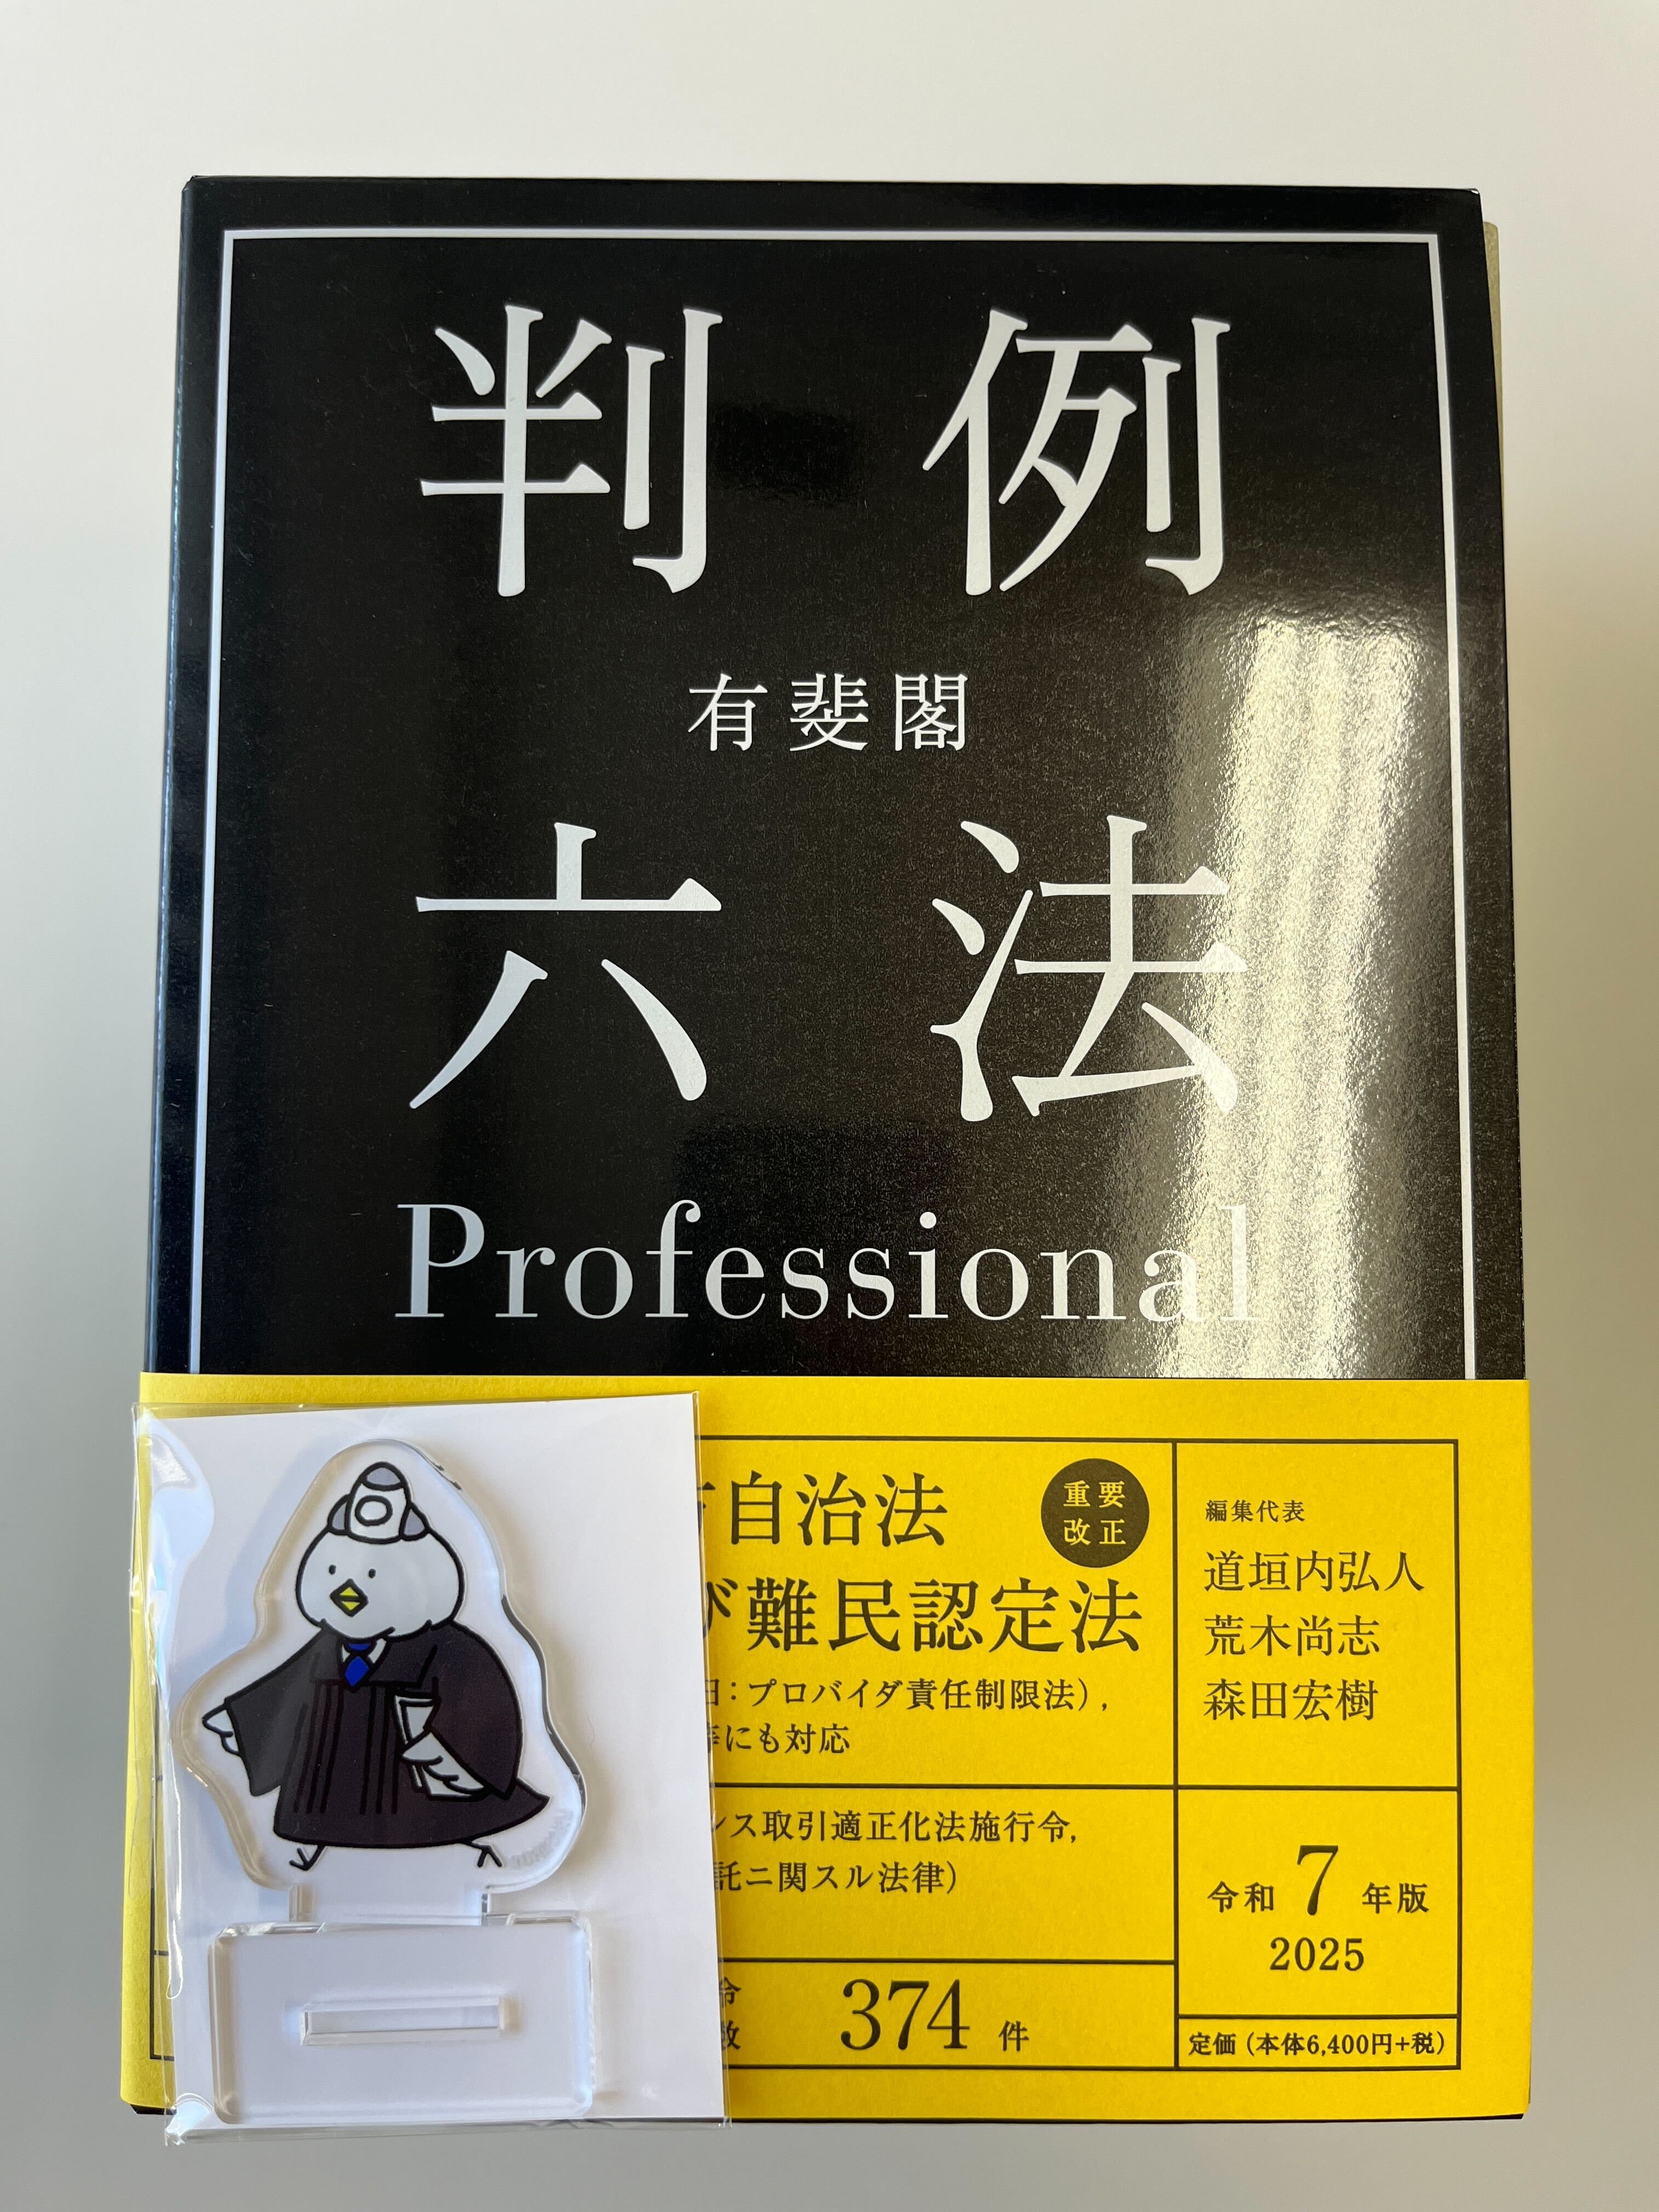 判例
有斐閣
六法
Professional
自治法
重要
改正
び難民認定法
旧：プロバイダ責任制限法），
等にも対応
ンス取引適正化法施行令，
託ニ関スル法律）
374件
編集代表
道垣内弘人
荒木尚志
森田宏樹
令和7年版
2025
定価（本体6,400円+税）